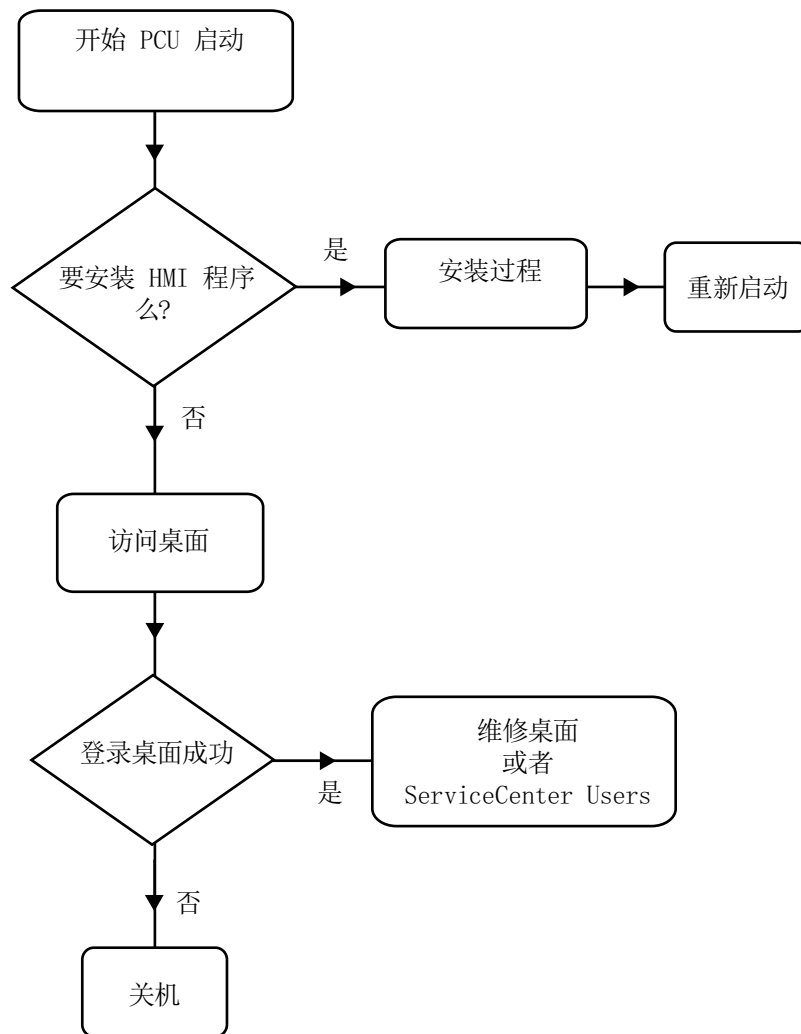 开始 PCU 启动
要安装 HMI 程序
么?
是
安装过程
重新启动
否
访问桌面
登录桌面成功
是
维修桌面
或者
ServiceCenter Users
否
关机